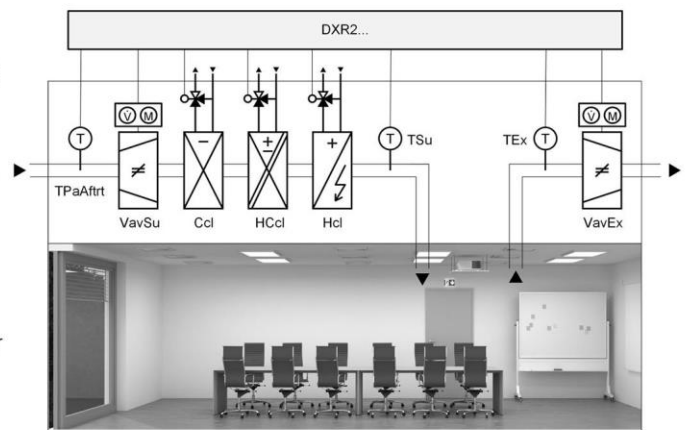 DXR2...
V̇ M
V̇ M
T
T TSu
TEx T
TPaAftrt
− + − +
VavSu Ccl HCcl Hcl VavEx